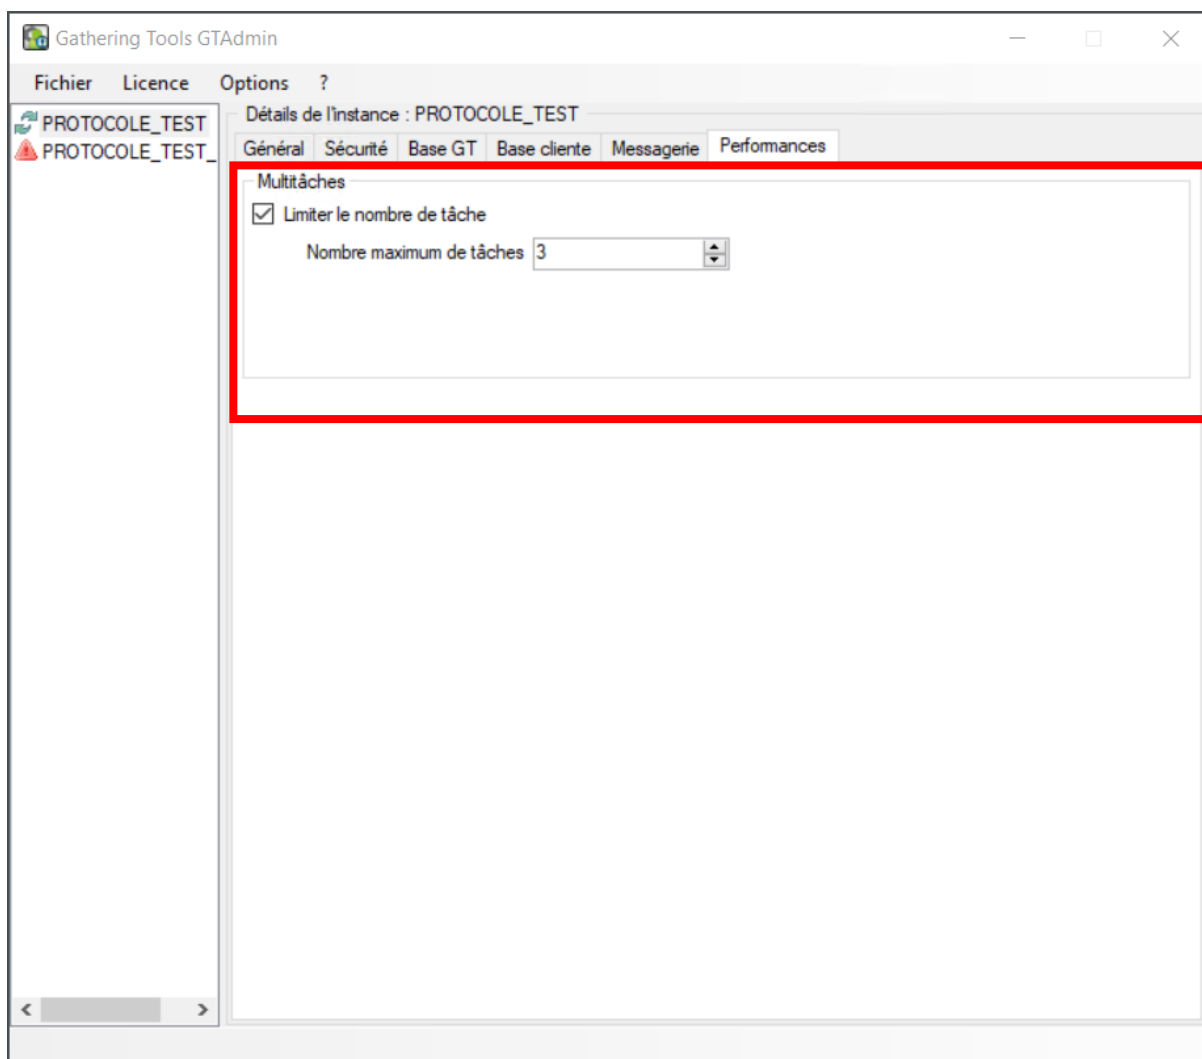 Gathering Tools GTAdmin
Fichier Licence Options ?
PROTOCOLE_TEST
PROTOCOLE_TEST_
Détails de l'instance : PROTOCOLE_TEST
Général Sécurité Base GT Base cliente Messagerie Performances
Multitâches
Limiter le nombre de tâche
Nombre maximum de tâches 3